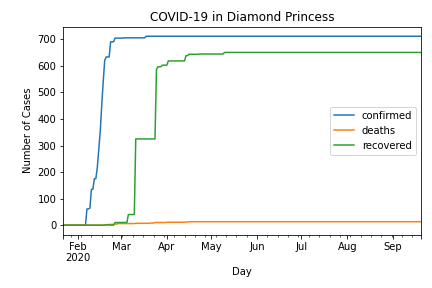 COVID-19 in Diamond Princess
Number of Cases
700
600
500
400
300
200
100
0
confirmed
deaths
recovered
Feb Mar Apr May Jun Jul Aug Sep
2020
Day